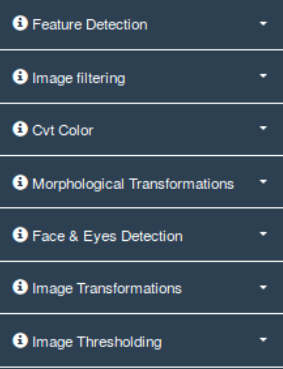 Feature Detection
Image filtering
Cvt Color
Morphological Transformations
Face & Eyes Detection
Image Transformations
Image Thresholding